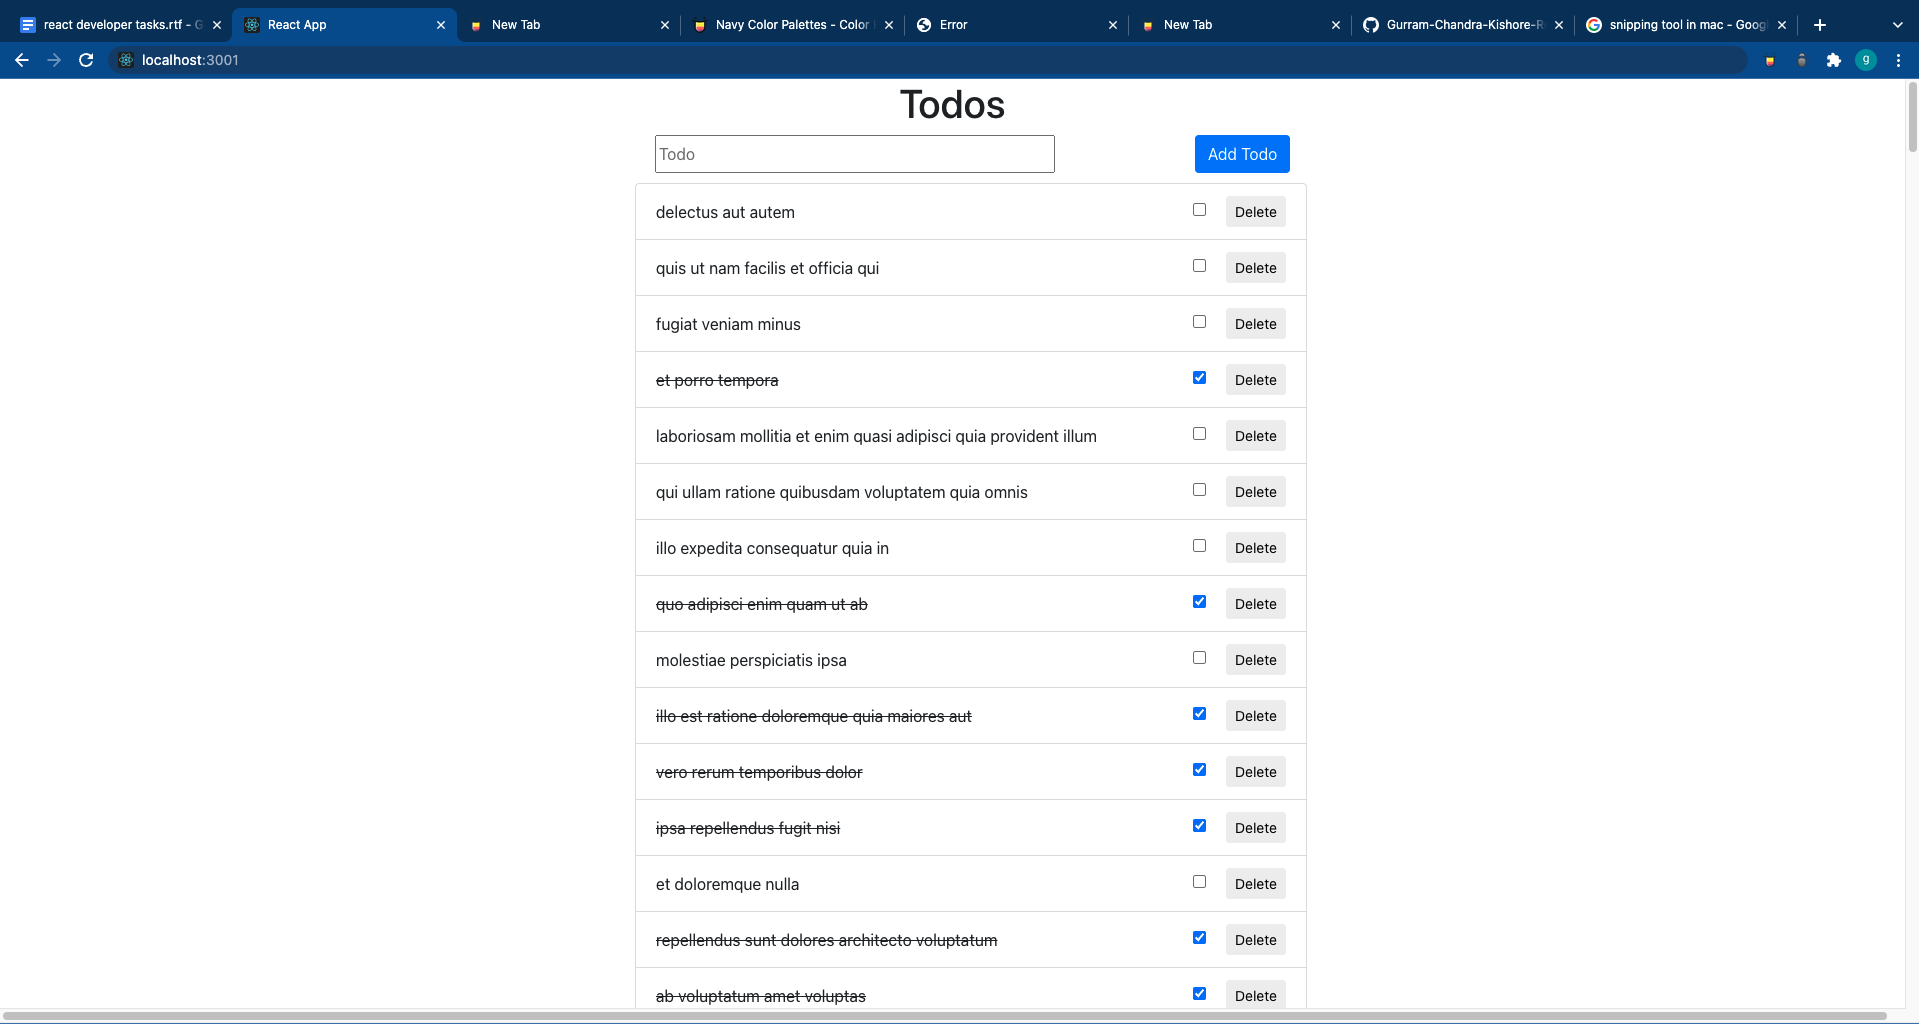 react developer tasks.rtf - G
React App
New Tab
Navy Color Palettes - Color
Error
New Tab
Gurram-Chandra-Kishore-R
snipping tool in mac - Goog
localhost:3001
g
Todos
Todo
Add Todo
delectus aut autem
Delete
quis ut nam facilis et officia qui
Delete
fugiat veniam minus
Delete
et porro tempora
Delete
laboriosam mollitia et enim quasi adipisci quia provident illum
Delete
qui ullam ratione quibusdam voluptatem quia omnis
Delete
illo expedita consequatur quia in
Delete
quo adipisci enim quam ut ab
Delete
molestiae perspiciatis ipsa
Delete
illo est ratione doloremque quia maiores aut
Delete
vero rerum temporibus dolor
Delete
ipsa repellendus fugit nisi
Delete
et doloremque nulla
Delete
repellendus sunt dolores architecto voluptatum
Delete
ab voluptatum amet voluptas
Delete